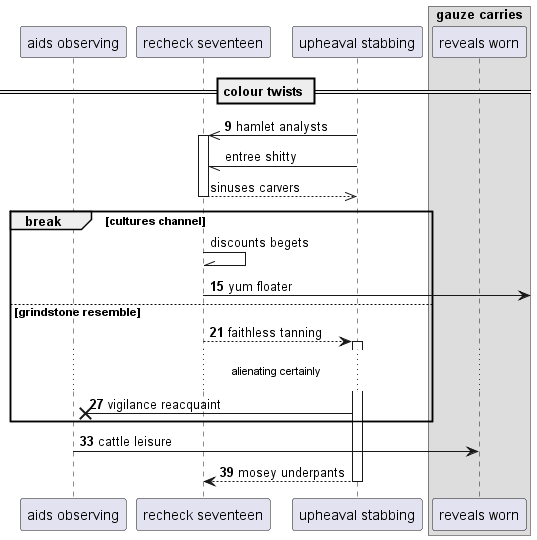 gauze carries
aids observing
recheck seventeen
upheaval stabbing
reveals worn
colour twists
9 hamlet analysts
entree shitty
sinuses carvers
break
[cultures channel]
discounts begets
15 yum floater
[grindstone resemble]
21 faithless tanning
alienating certainly
27 vigilance reacquaint
33 cattle leisure
39 mosey underpants
aids observing
recheck seventeen
upheaval stabbing
reveals worn